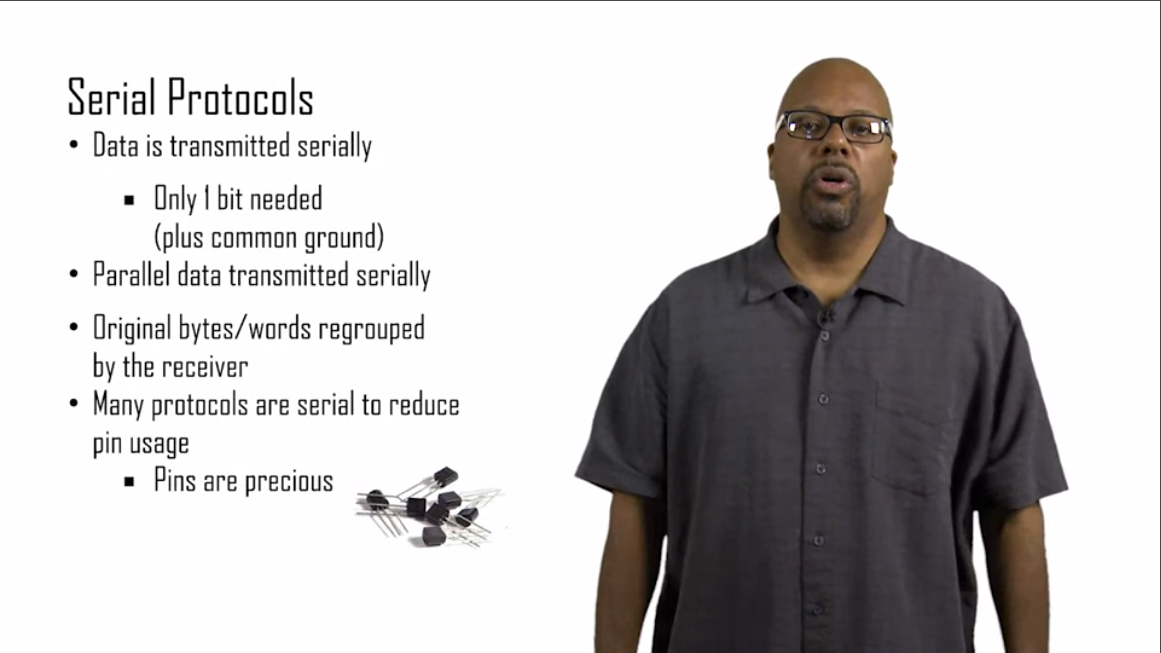 Serial Protocols
• Data is transmitted serially
▪ Only 1 bit needed
(plus common ground)
• Parallel data transmitted serially
• Original bytes/words regrouped
by the receiver
• Many protocols are serial to reduce
pin usage
▪ Pins are precious